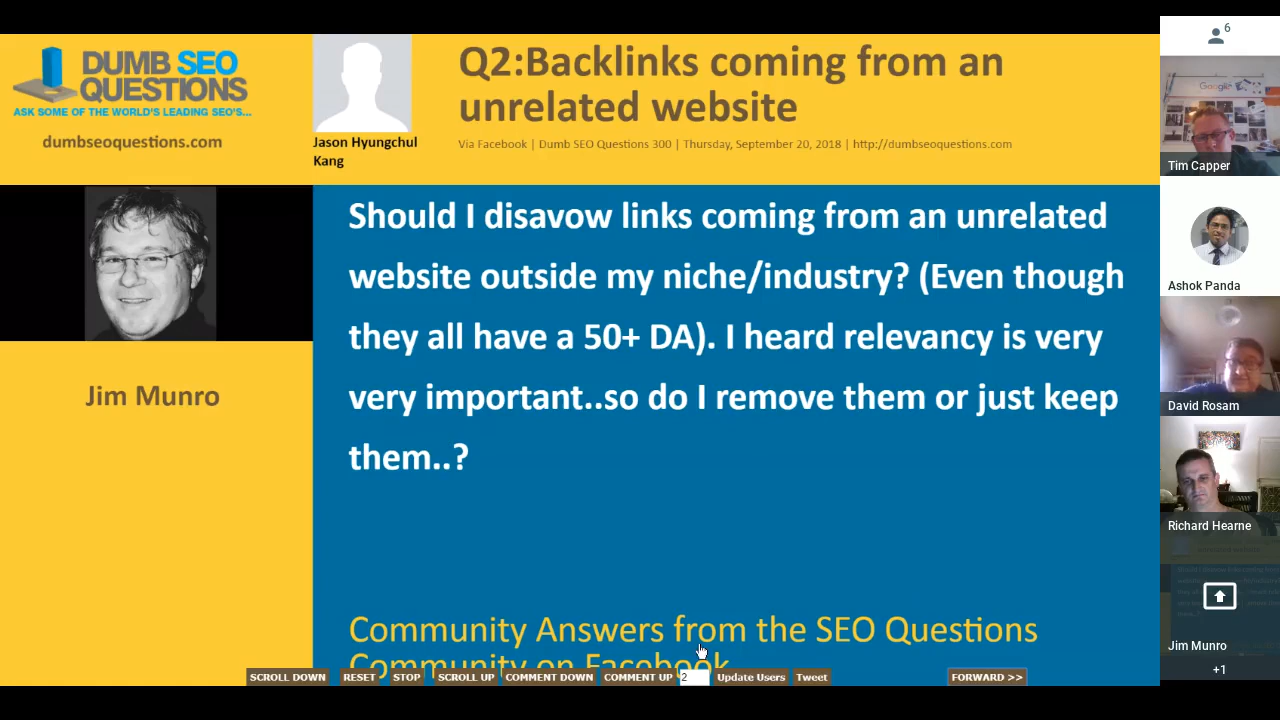 DUMB SEO
QUESTIONS
ASK SOME OF THE WORLD'S LEADING SEO'S...
dumbseoquestions.com
Jason Hyungchul
Kang
Q2:Backlinks coming from an
unrelated website
Via Facebook | Dumb SEO Questions 300 | Thursday, September 20, 2018 | http://dumbseoquestions.com
Jim Munro
Should I disavow links coming from an unrelated
website outside my niche/industry? (Even though
they all have a 50+ DA). I heard relevancy is very
very important..so do I remove them or just keep
them..?
Community Answers from the SEO Questions
Community on Facebook
SCROLL DOWN
RESET
STOP
SCROLL UP
COMMENT DOWN
COMMENT UP
2
Update Users
Tweet
FORWARD >>
6
Google
Tim Capper
Ashok Panda
David Rosam
Richard Hearne
Jim Munro
+1